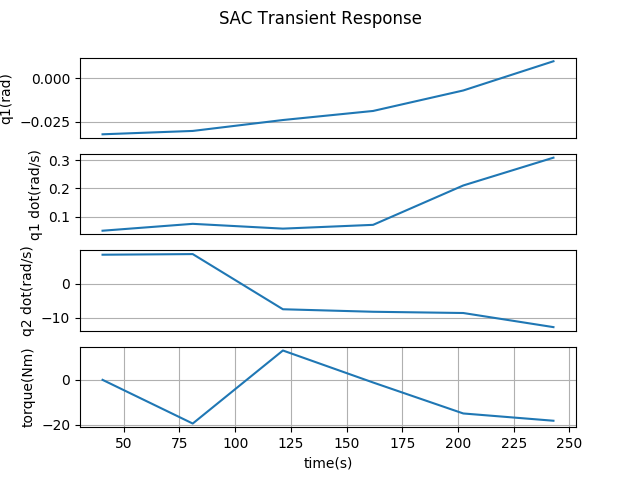 SAC Transient Response
q1(rad)
0.000
−0.025
q1 dot(rad/s)
0.3
0.2
0.1
q2 dot(rad/s)
0
−10
torque(Nm)
0
−20
50 75 100 125 150 175 200 225 250
time(s)